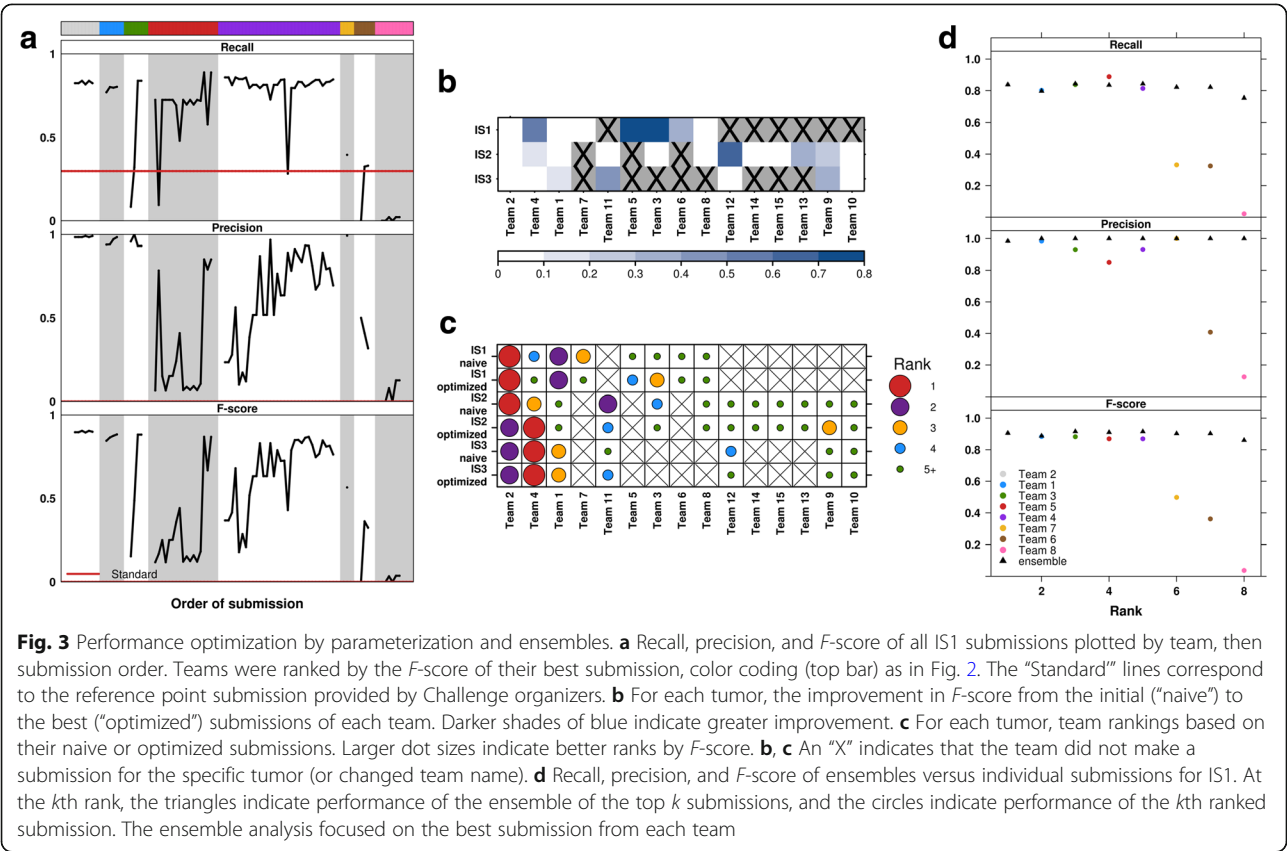 a
Recall
1
0.5
0
Precision
1
0.5
0
F-score
1
0.5
0
Standard
Order of submission
b
IS1
IS2
IS3
Team 2
Team 4
Team 1
Team 7
Team 11
Team 5
Team 3
Team 6
Team 8
Team 12
Team 14
Team 15
Team 13
Team 9
Team 10
0 0.1 0.2 0.3 0.4 0.5 0.6 0.7 0.8
c
IS1
naive
IS1
optimized
IS2
naive
IS2
optimized
IS3
naive
IS3
optimized
Team 2
Team 4
Team 1
Team 7
Team 11
Team 5
Team 3
Team 6
Team 8
Team 12
Team 14
Team 15
Team 13
Team 9
Team 10
Rank
1
2
3
4
5+
d
Recall
1.0
0.8
0.6
0.4
0.2
Precision
1.0
0.8
0.6
0.4
0.2
F-score
1.0
0.8
0.6
0.4
0.2
Team 2
Team 1
Team 3
Team 5
Team 4
Team 7
Team 6
Team 8
ensemble
2 4 6 8
Rank
Fig. 3 Performance optimization by parameterization and ensembles. a Recall, precision, and F-score of all IS1 submissions plotted by team, then
submission order. Teams were ranked by the F-score of their best submission, color coding (top bar) as in Fig. 2. The “Standard’” lines correspond
to the reference point submission provided by Challenge organizers. b For each tumor, the improvement in F-score from the initial (“naive”) to
the best (“optimized”) submissions of each team. Darker shades of blue indicate greater improvement. c For each tumor, team rankings based on
their naive or optimized submissions. Larger dot sizes indicate better ranks by F-score. b, c An “X” indicates that the team did not make a
submission for the specific tumor (or changed team name). d Recall, precision, and F-score of ensembles versus individual submissions for IS1. At
the kth rank, the triangles indicate performance of the ensemble of the top k submissions, and the circles indicate performance of the kth ranked
submission. The ensemble analysis focused on the best submission from each team